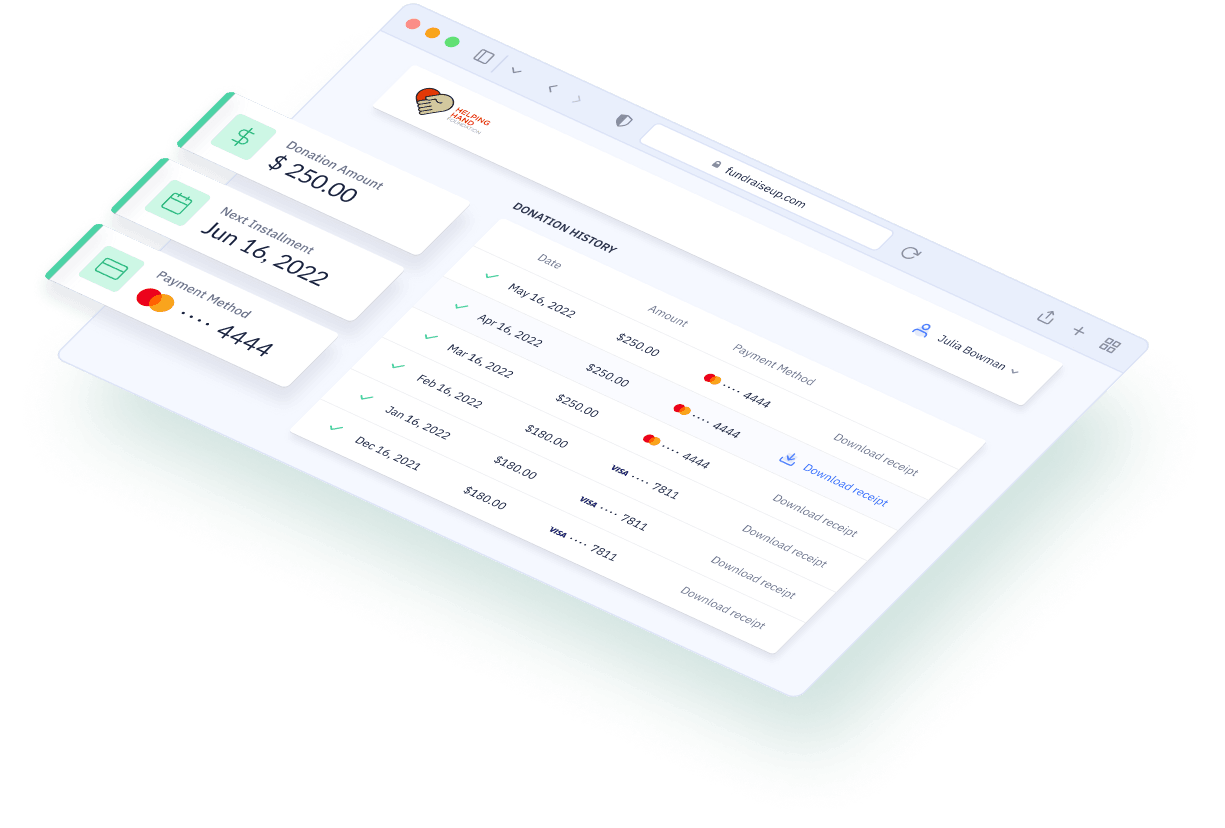 fundraiseup.com
HELPING
HAND
FOUNDATION
Julia Bowman
Donation Amount
$ 250.00
Next Installment
Jun 16, 2022
Payment Method
···· 4444
DONATION HISTORY
Date Amount Payment Method
May 16, 2022 $250.00 ···· 4444 Download receipt
Apr 16, 2022 $250.00 ···· 4444 Download receipt
Mar 16, 2022 $250.00 ···· 4444 Download receipt
Feb 16, 2022 $180.00 VISA ···· 7811 Download receipt
Jan 16, 2022 $180.00 VISA ···· 7811 Download receipt
Dec 16, 2021 $180.00 VISA ···· 7811 Download receipt